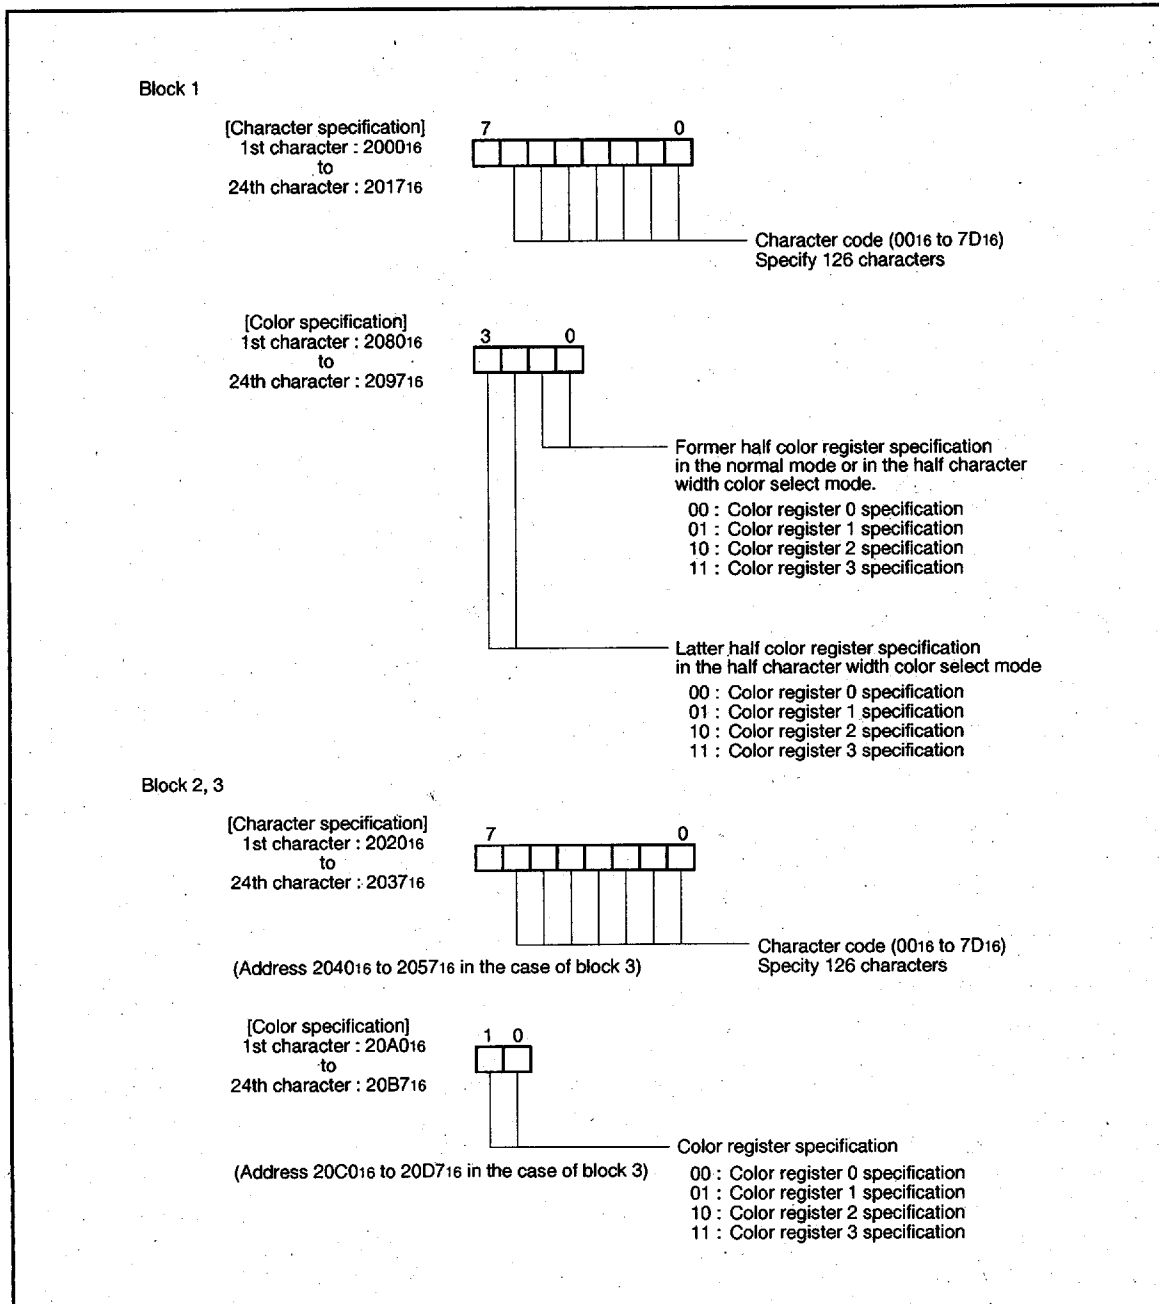 Block 1
[Character specification]
1st character : 200016
to
24th character : 201716
7 0
Character code (0016 to 7D16)
Specify 126 characters
[Color specification]
1st character : 208016
to
24th character : 209716
3 0
Former half color register specification
in the normal mode or in the half character
width color select mode.
00 : Color register 0 specification
01 : Color register 1 specification
10 : Color register 2 specification
11 : Color register 3 specification
Latter half color register specification
in the half character width color select mode
00 : Color register 0 specification
01 : Color register 1 specification
10 : Color register 2 specification
11 : Color register 3 specification
Block 2, 3
[Character specification]
1st character : 202016
to
24th character : 203716
7 0
Character code (0016 to 7D16)
Specify 126 characters
(Address 204016 to 205716 in the case of block 3)
[Color specification]
1st character : 20A016
to
24th character : 20B716
1 0
Color register specification
(Address 20C016 to 20D716 in the case of block 3)
00 : Color register 0 specification
01 : Color register 1 specification
10 : Color register 2 specification
11 : Color register 3 specification